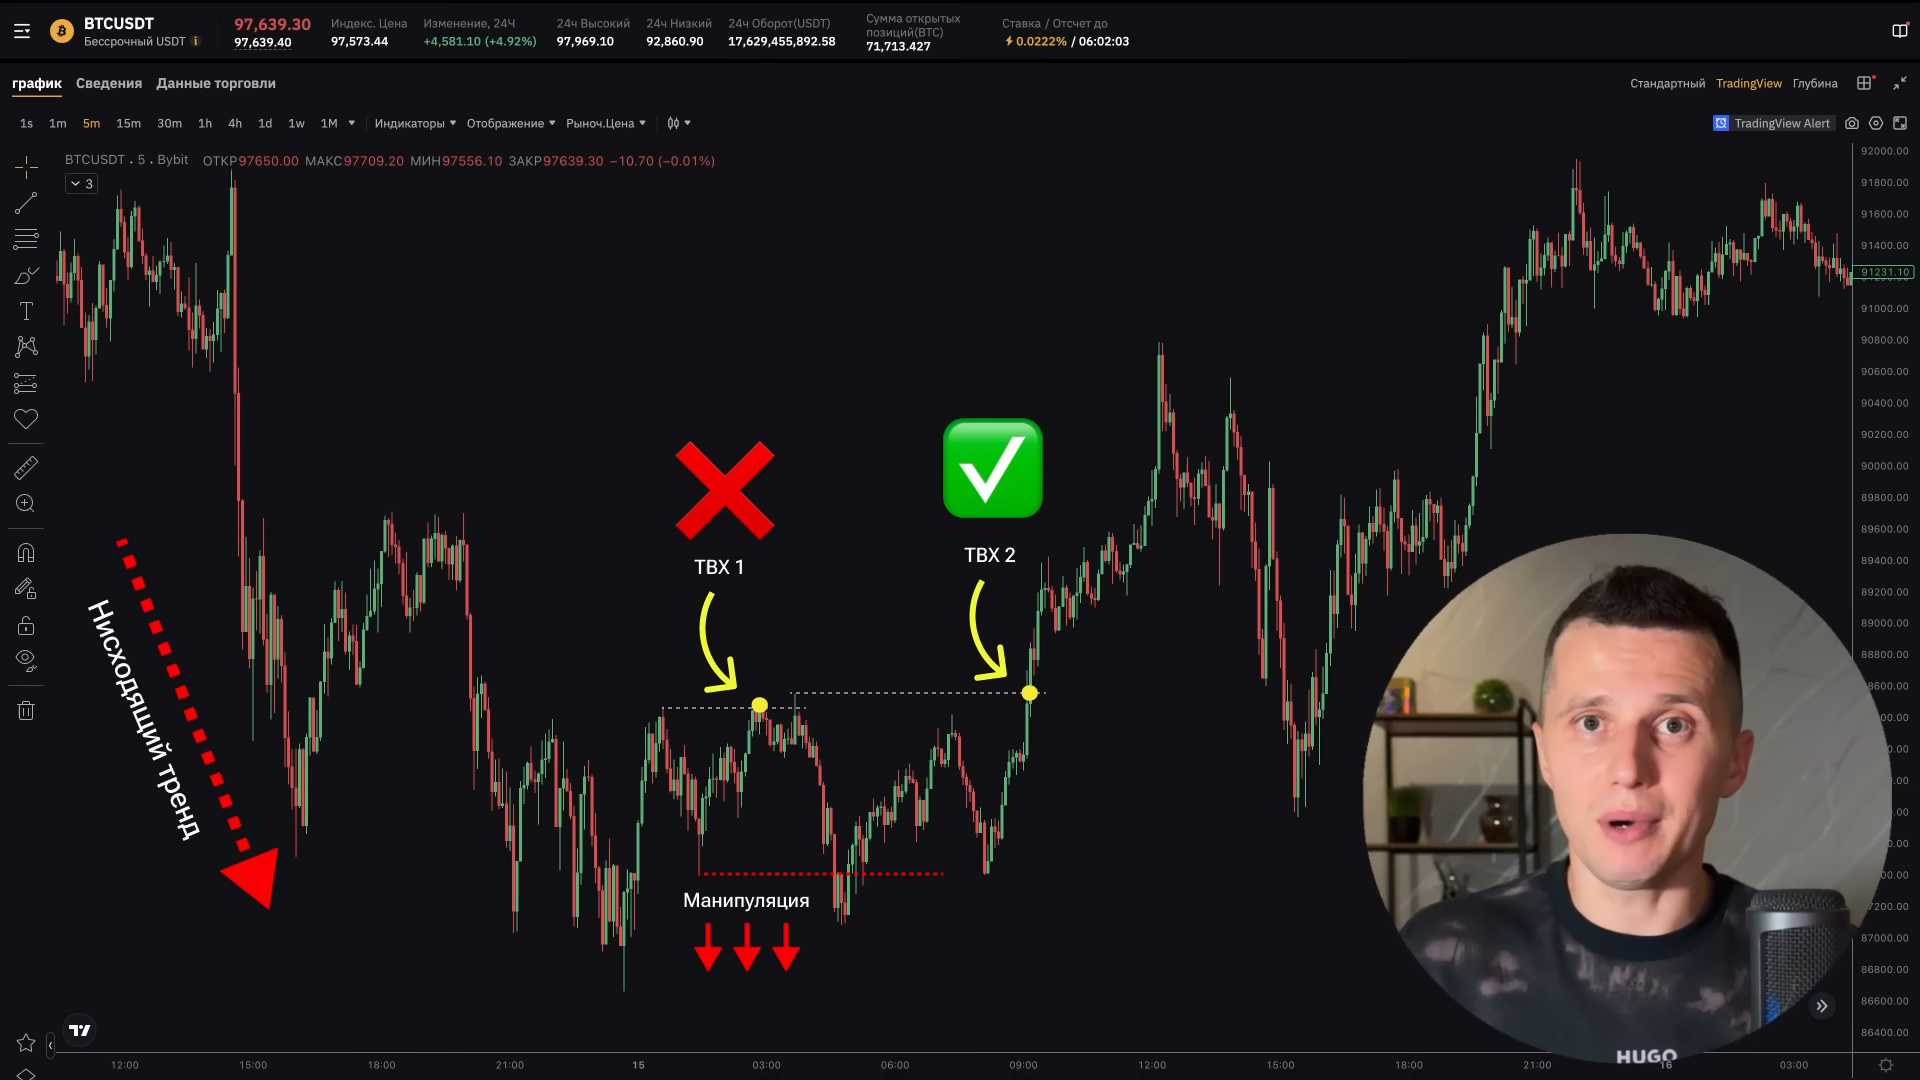 BTCUSDT
Бессрочный USDT
97,639.30
97,639.40
Индекс. Цена
97,573.44
Изменение, 24Ч
+4,581.10 (+4.92%)
24ч Высокий
97,969.10
24ч Низкий
92,860.90
24ч Оборот(USDT)
17,629,455,892.58
Сумма открытых
позиций(BTC)
71,713.427
Ставка / Отсчет до
0.0222% / 06:02:03
график Сведения Данные торговли
Стандартный TradingView Глубина
1s 1m 5m 15m 30m 1h 4h 1d 1w 1M Индикаторы Отображение Рыноч.Цена
TradingView Alert
BTCUSDT . 5 . Bybit ОТКР97650.00 МАКС97709.20 МИН97556.10 ЗАКР97639.30 −10.70 (−0.01%)
3
92000.00
91800.00
91600.00
91400.00
91231.10
91000.00
90800.00
90600.00
90400.00
90200.00
90000.00
89800.00
89600.00
89400.00
89200.00
89000.00
88800.00
86800.00
86600.00
86400.00
87000.00
ТВХ 1
ТВХ 2
Нисходящий тренд
Манипуляция
HUGO
12:00 15:00 18:00 21:00 15 03:00 06:00 09:00 12:00 15:00 18:00 21:00 16 03:00